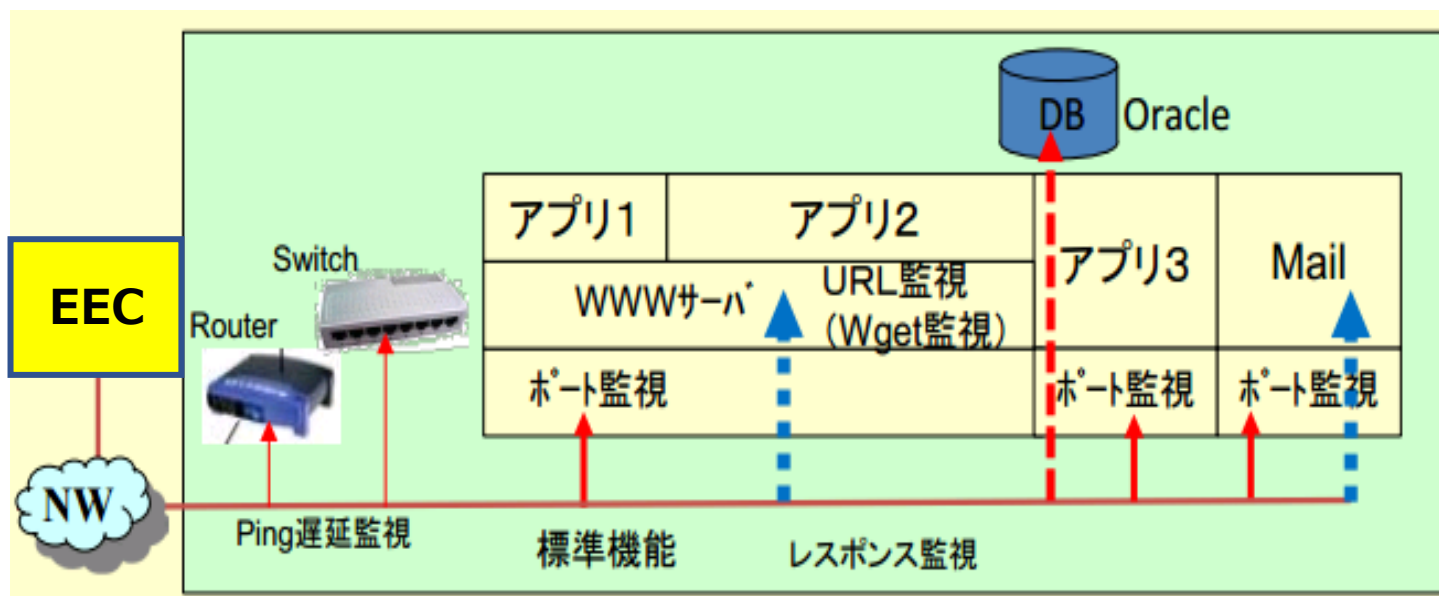 DB Oracle
アプリ1
アプリ2
アプリ3
Mail
Switch
EEC
Router
WWWサーバ
URL監視
(Wget監視)
ポート監視
ポート監視
ポート監視
NW
Ping遅延監視
標準機能
レスポンス監視